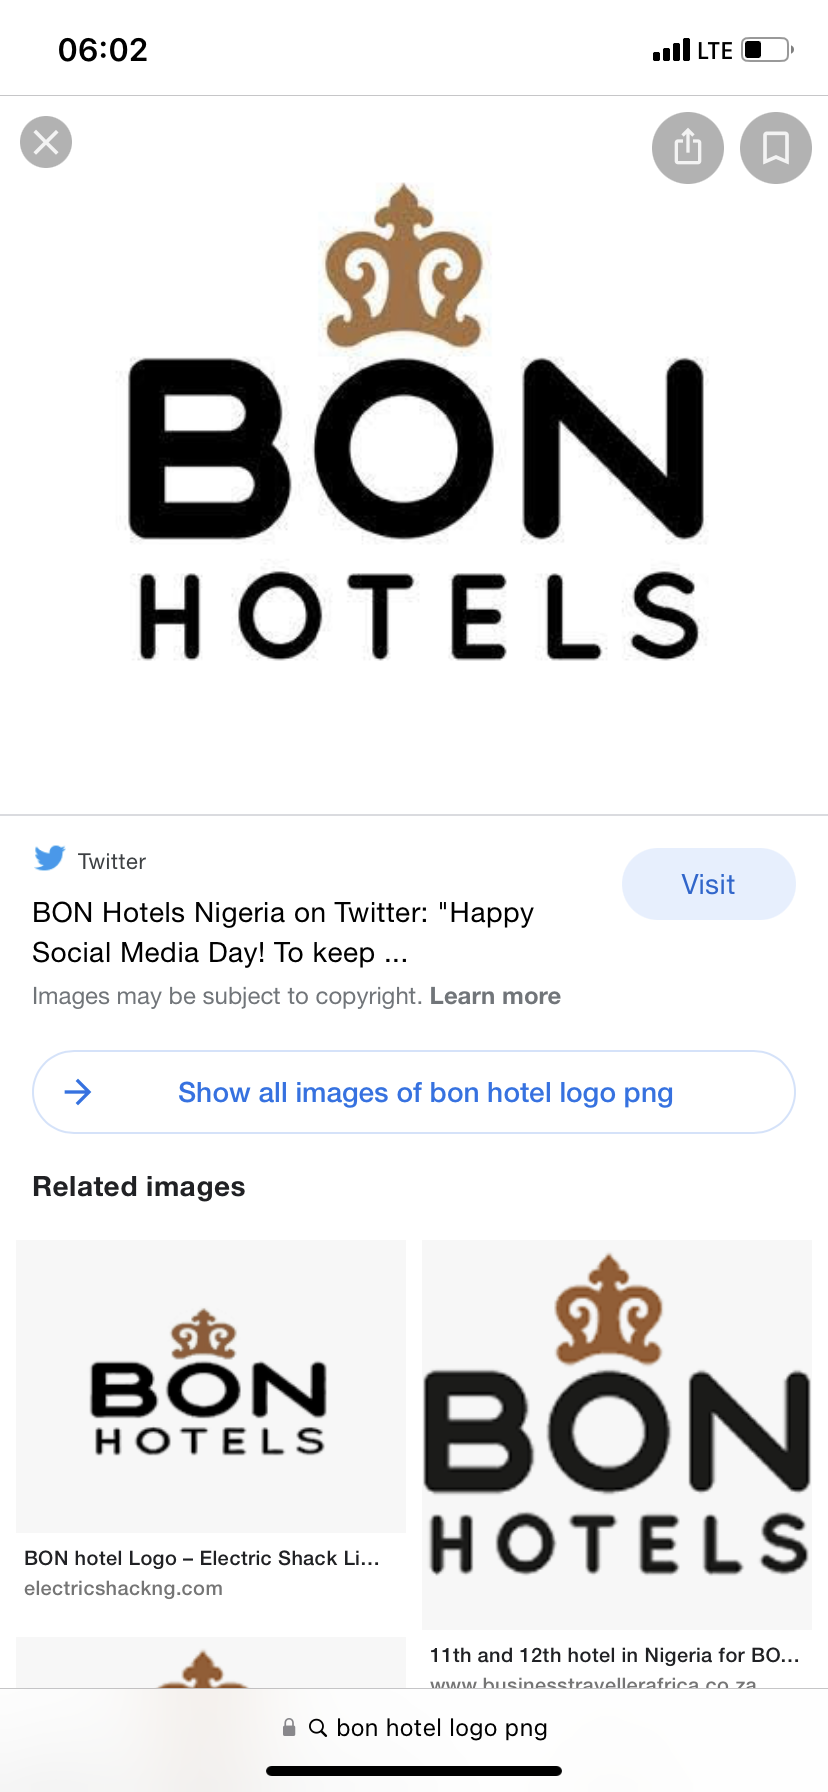 06:02
LTE
BON
HOTELS
Twitter
Visit
BON Hotels Nigeria on Twitter: "Happy
Social Media Day! To keep ...
Images may be subject to copyright. Learn more
Show all images of bon hotel logo png
Related images
BON
HOTELS
BON hotel Logo – Electric Shack Li...
electricshackng.com
BON
HOTELS
11th and 12th hotel in Nigeria for BO...
www.businesstravellerafrica.co.za
bon hotel logo png